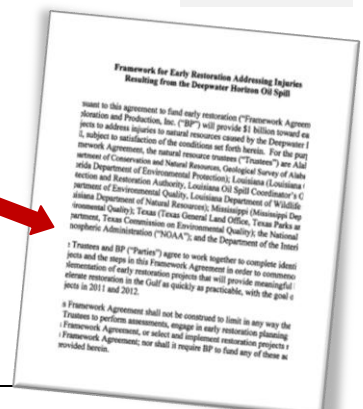 Framework for Early Restoration Addressing Injuries
Resulting from the Deepwater Horizon Oil Spill
suant to this agreement to fund early restoration ("Framework Agreem
ploration and Production, Inc. ("BP") will provide $1 billion toward ea
jects to address injuries to natural resources caused by the Deepwater
l, subject to satisfaction of the conditions set forth herein. For the pur
mework Agreement, the natural resource trustees ("Trustees") are Alal
partment of Conservation and Natural Resources, Geological Survey of Alaba
orida Department of Environmental Protection); Louisiana (Louisiana
tection and Restoration Authority, Louisiana Oil Spill Coordinator's O
partment of Environmental Quality, Louisiana Department of Wildlife
uisiana Department of Natural Resources); Mississippi (Mississippi Dep
ironmental Quality); Texas (Texas General Land Office, Texas Parks an
partment, Texas Commission on Environmental Quality); the National
nospheric Administration ("NOAA"); and the Department of the Interi
Trustees and BP ("Parties") agree to work together to complete identi
jects and the steps in this Framework Agreement in order to commence
plementation of early restoration projects that will provide meaningful
elerate restoration in the Gulf as quickly as practicable, with the goal o
jects in 2011 and 2012.
s Framework Agreement shall not be construed to limit in any way the
Trustees to perform assessments, engage in early restoration planning
Framework Agreement, or select and implement restoration projects
Framework Agreement; nor shall it require BP to fund any of these ac
provided herein.